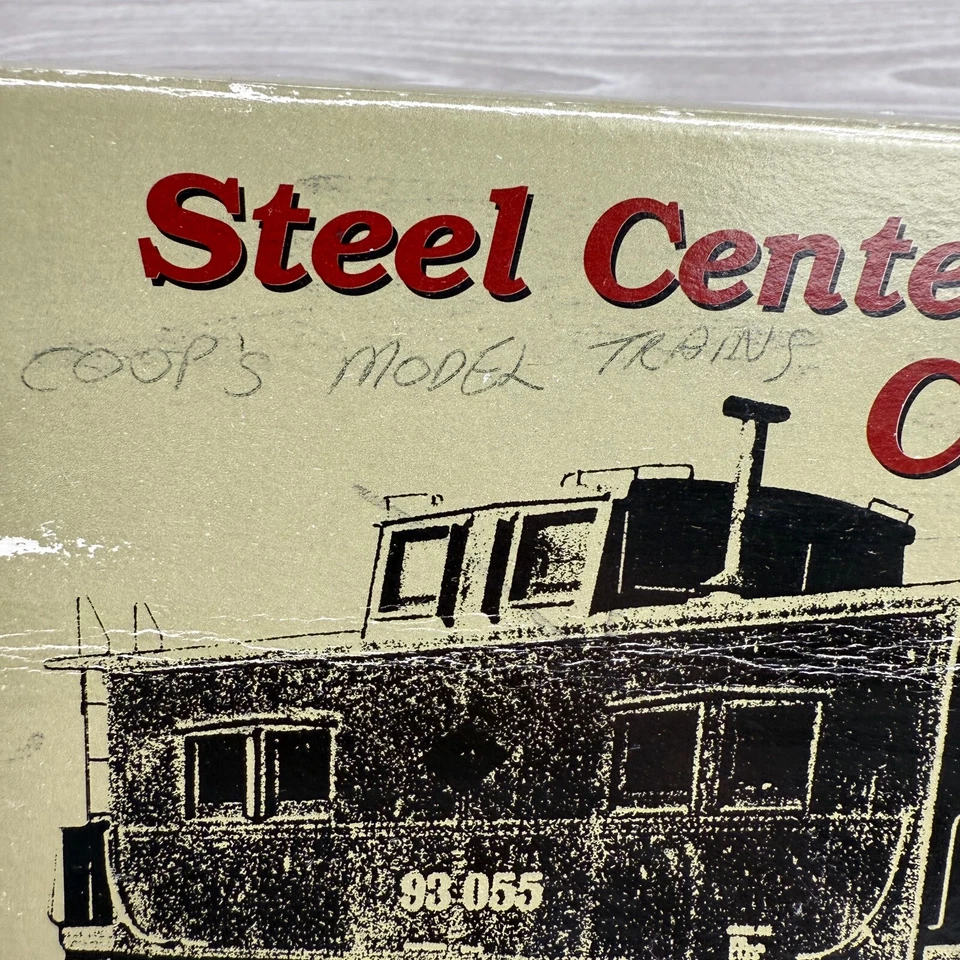 Steel Cente
COOP'S MODEL TRAINS
C
93 055